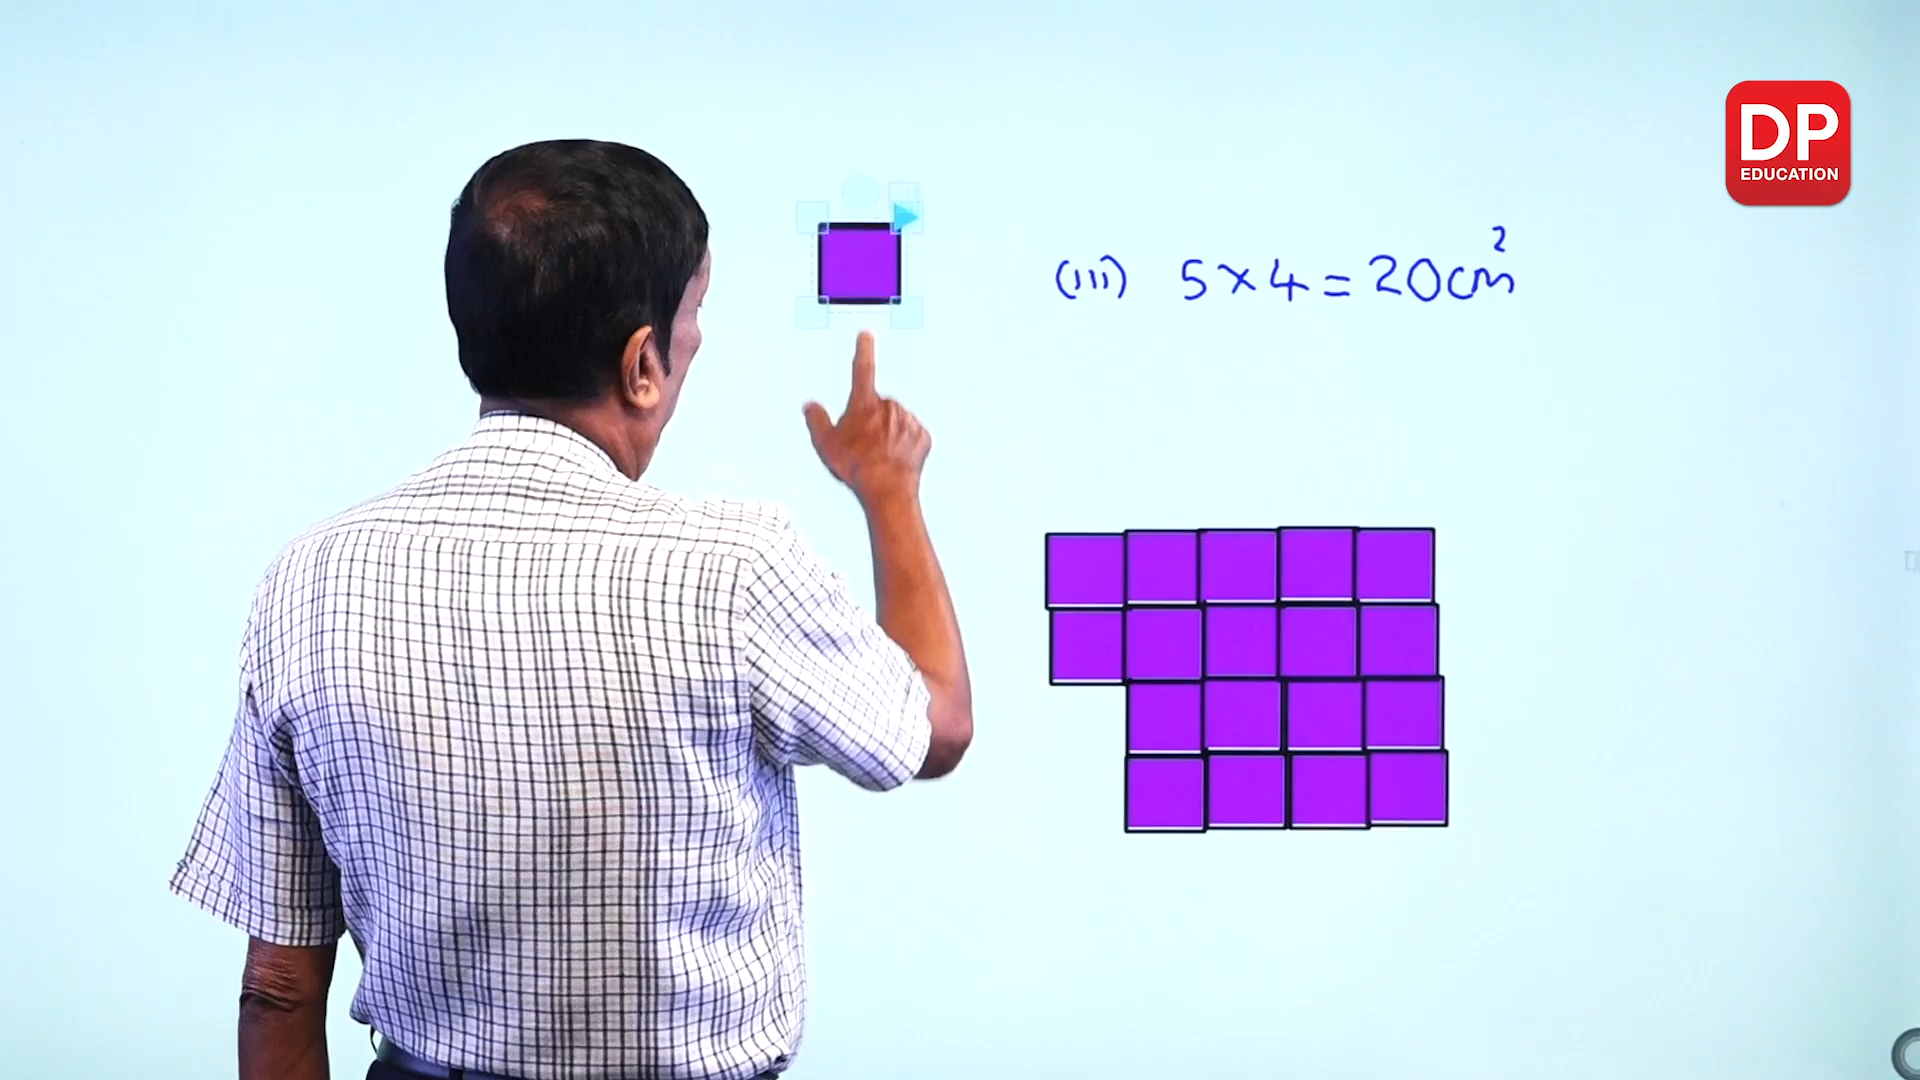 DP
EDUCATION
(iii) 5 × 4 = 20cm²